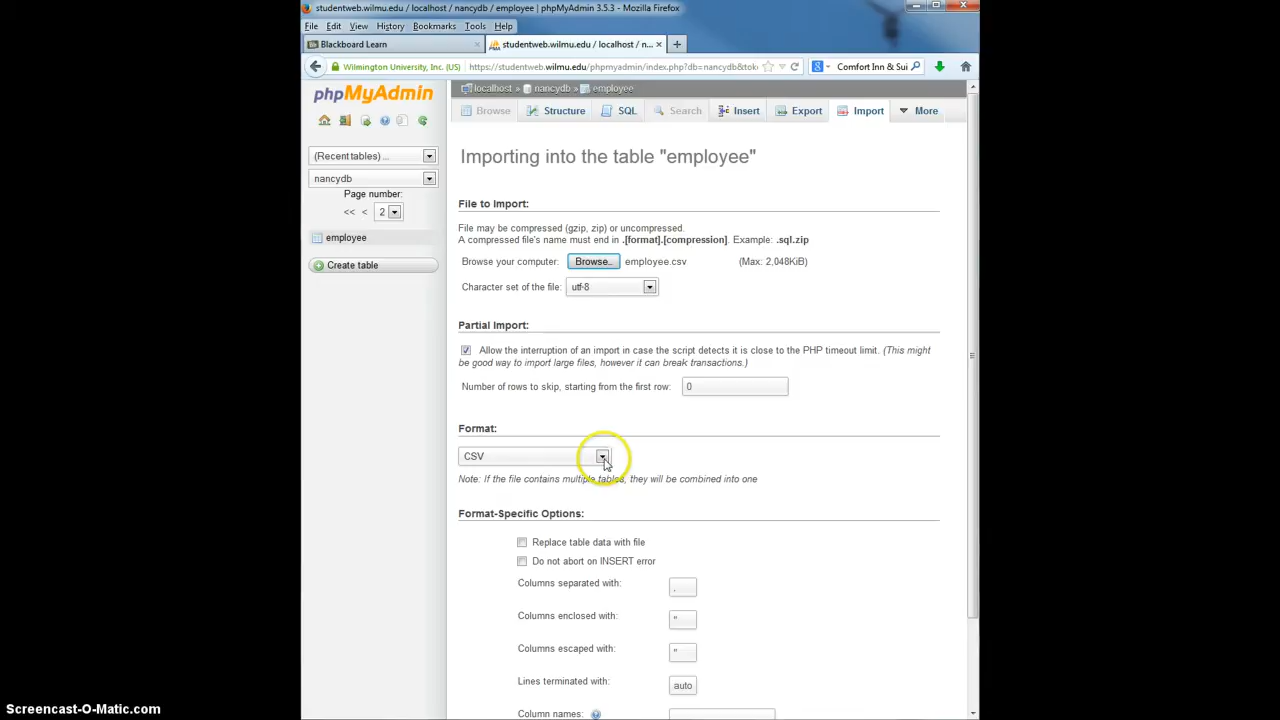 studentweb.wilmu.edu / localhost / nancydb / employee | phpMyAdmin 3.5.3 - Mozilla Firefox
File Edit View History Bookmarks Tools Help
Blackboard Learn
studentweb.wilmu.edu / localhost / n...
Wilmington University, Inc. (US)
https://studentweb.wilmu.edu/phpmyadmin/index.php?db=nancydb&tok
Comfort Inn & Sui
phpMyAdmin
localhost » nancydb » employee
Browse Structure SQL Search Insert Export Import More
(Recent tables) ...
nancydb
Page number:
<< < 2
employee
Create table
Importing into the table "employee"
File to Import:
File may be compressed (gzip, zip) or uncompressed.
A compressed file's name must end in .[format].[compression]. Example: .sql.zip
Browse your computer: Browse... employee.csv (Max: 2,048KiB)
Character set of the file: utf-8
Partial Import:
Allow the interruption of an import in case the script detects it is close to the PHP timeout limit. (This might
be good way to import large files, however it can break transactions.)
Number of rows to skip, starting from the first row: 0
Format:
CSV
Note: If the file contains multiple tables, they will be combined into one
Format-Specific Options:
Replace table data with file
Do not abort on INSERT error
Columns separated with: ,
Columns enclosed with: "
Columns escaped with: "
Lines terminated with: auto
Column names:
Screencast-O-Matic.com